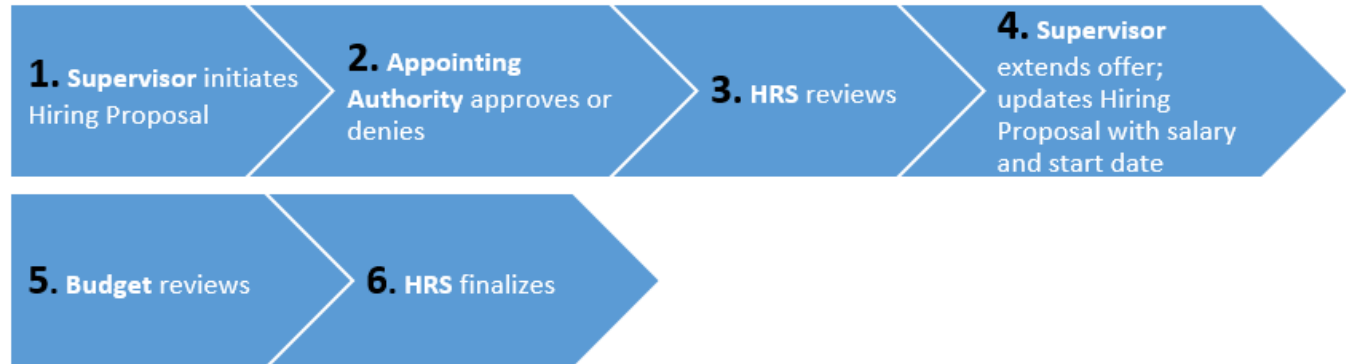 1. Supervisor initiates
Hiring Proposal
2. Appointing
Authority approves or
denies
3. HRS reviews
4. Supervisor
extends offer;
updates Hiring
Proposal with salary
and start date
5. Budget reviews
6. HRS finalizes